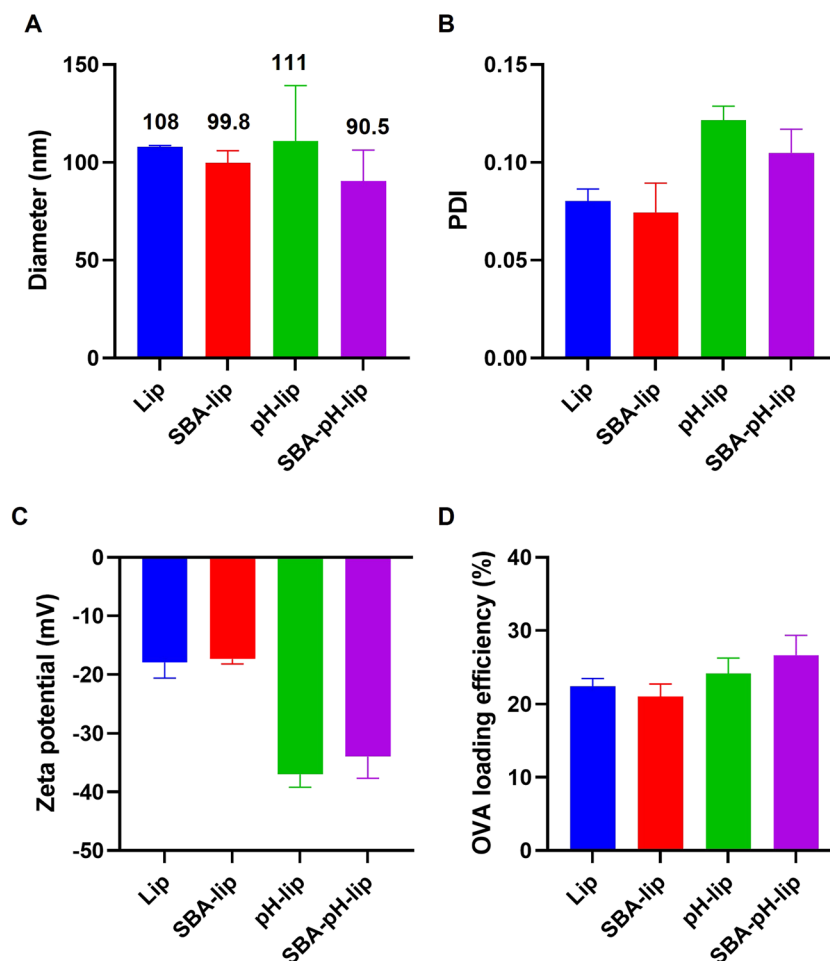 A
Diameter (nm)
150
100
50
0
108
99.8
111
90.5
Lip
SBA-lip
pH-lip
SBA-pH-lip
B
PDI
0.15
0.10
0.05
0.00
Lip
SBA-lip
pH-lip
SBA-pH-lip
C
Zeta potential (mV)
0
-10
-20
-30
-40
-50
Lip
SBA-lip
pH-lip
SBA-pH-lip
D
OVA loading efficiency (%)
40
30
20
10
0
Lip
SBA-lip
pH-lip
SBA-pH-lip